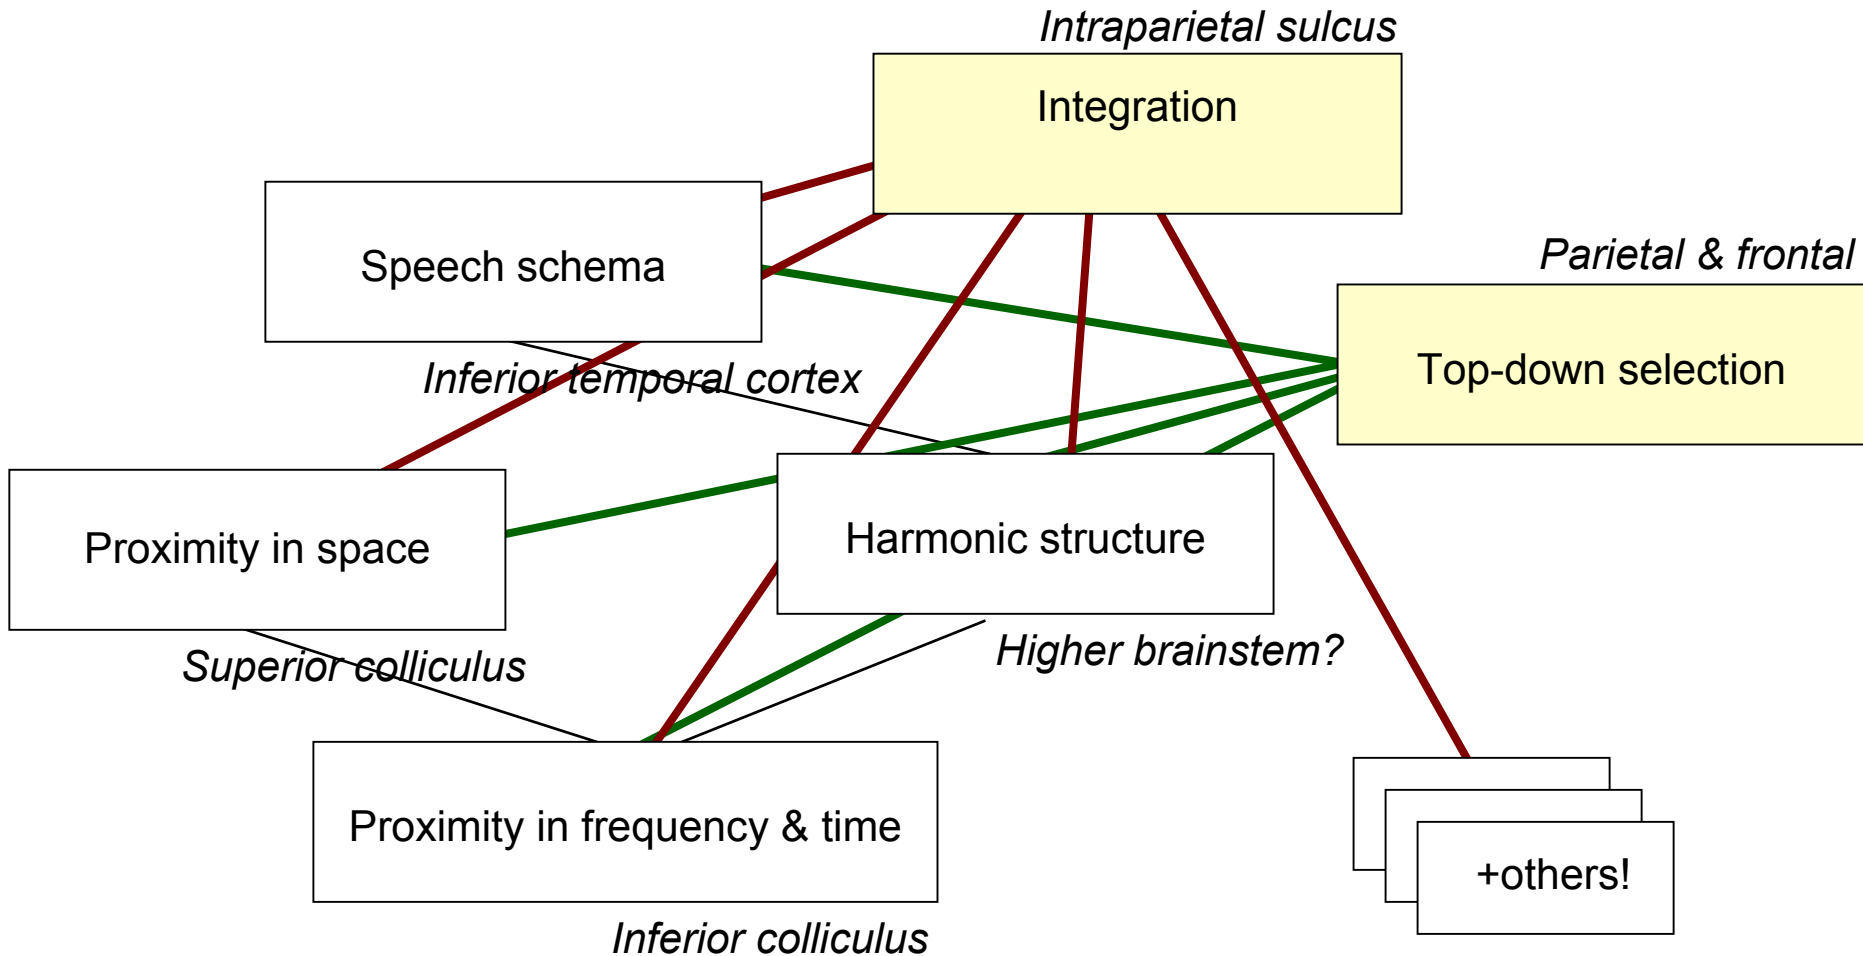 Intraparietal sulcus
Integration
Speech schema
Parietal & frontal
Top-down selection
Inferior temporal cortex
Proximity in space
Harmonic structure
Superior colliculus
Higher brainstem?
Proximity in frequency & time
+others!
Inferior colliculus